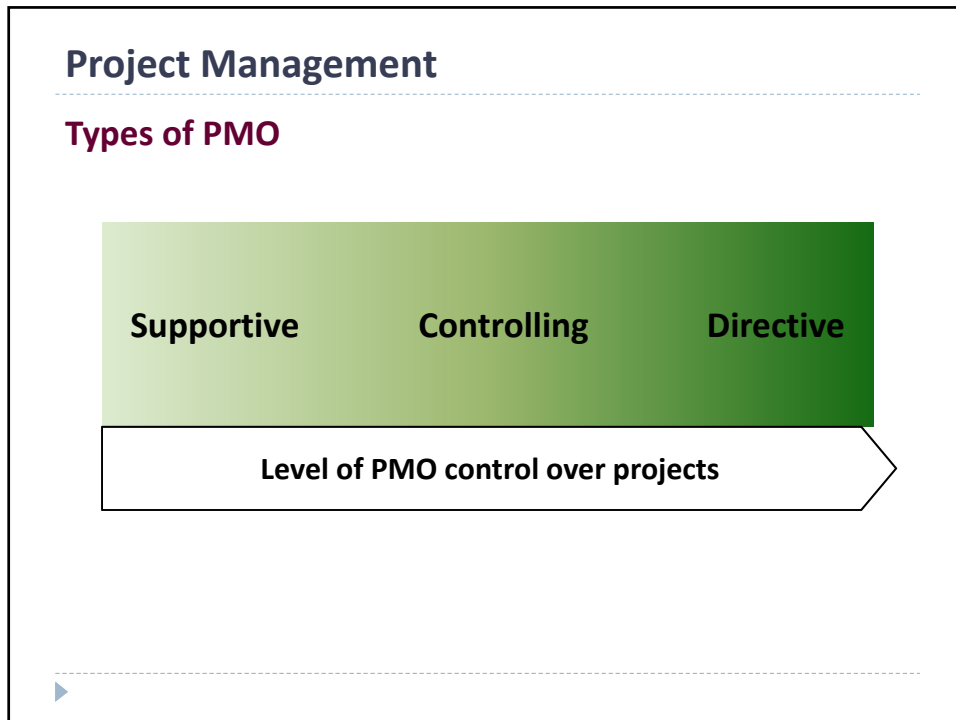 Project Management
Types of PMO
Supportive Controlling Directive
Level of PMO control over projects